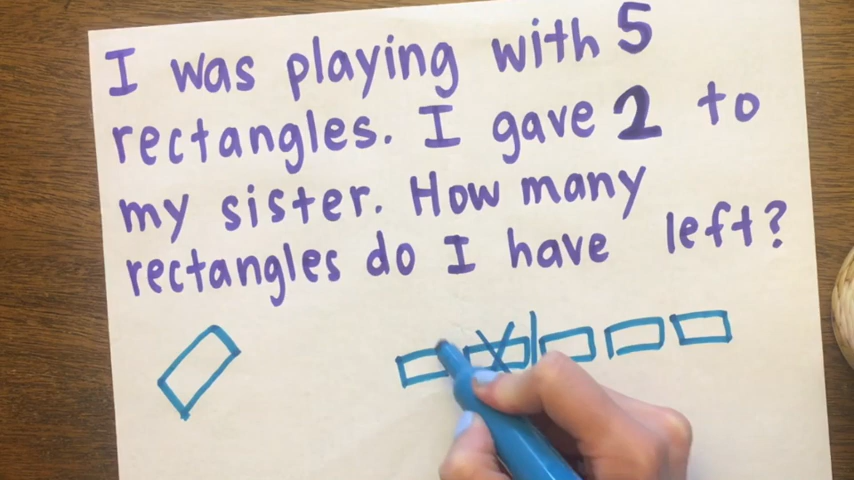 I was playing with 5
rectangles. I gave 2 to
my sister. How many
rectangles do I have left?